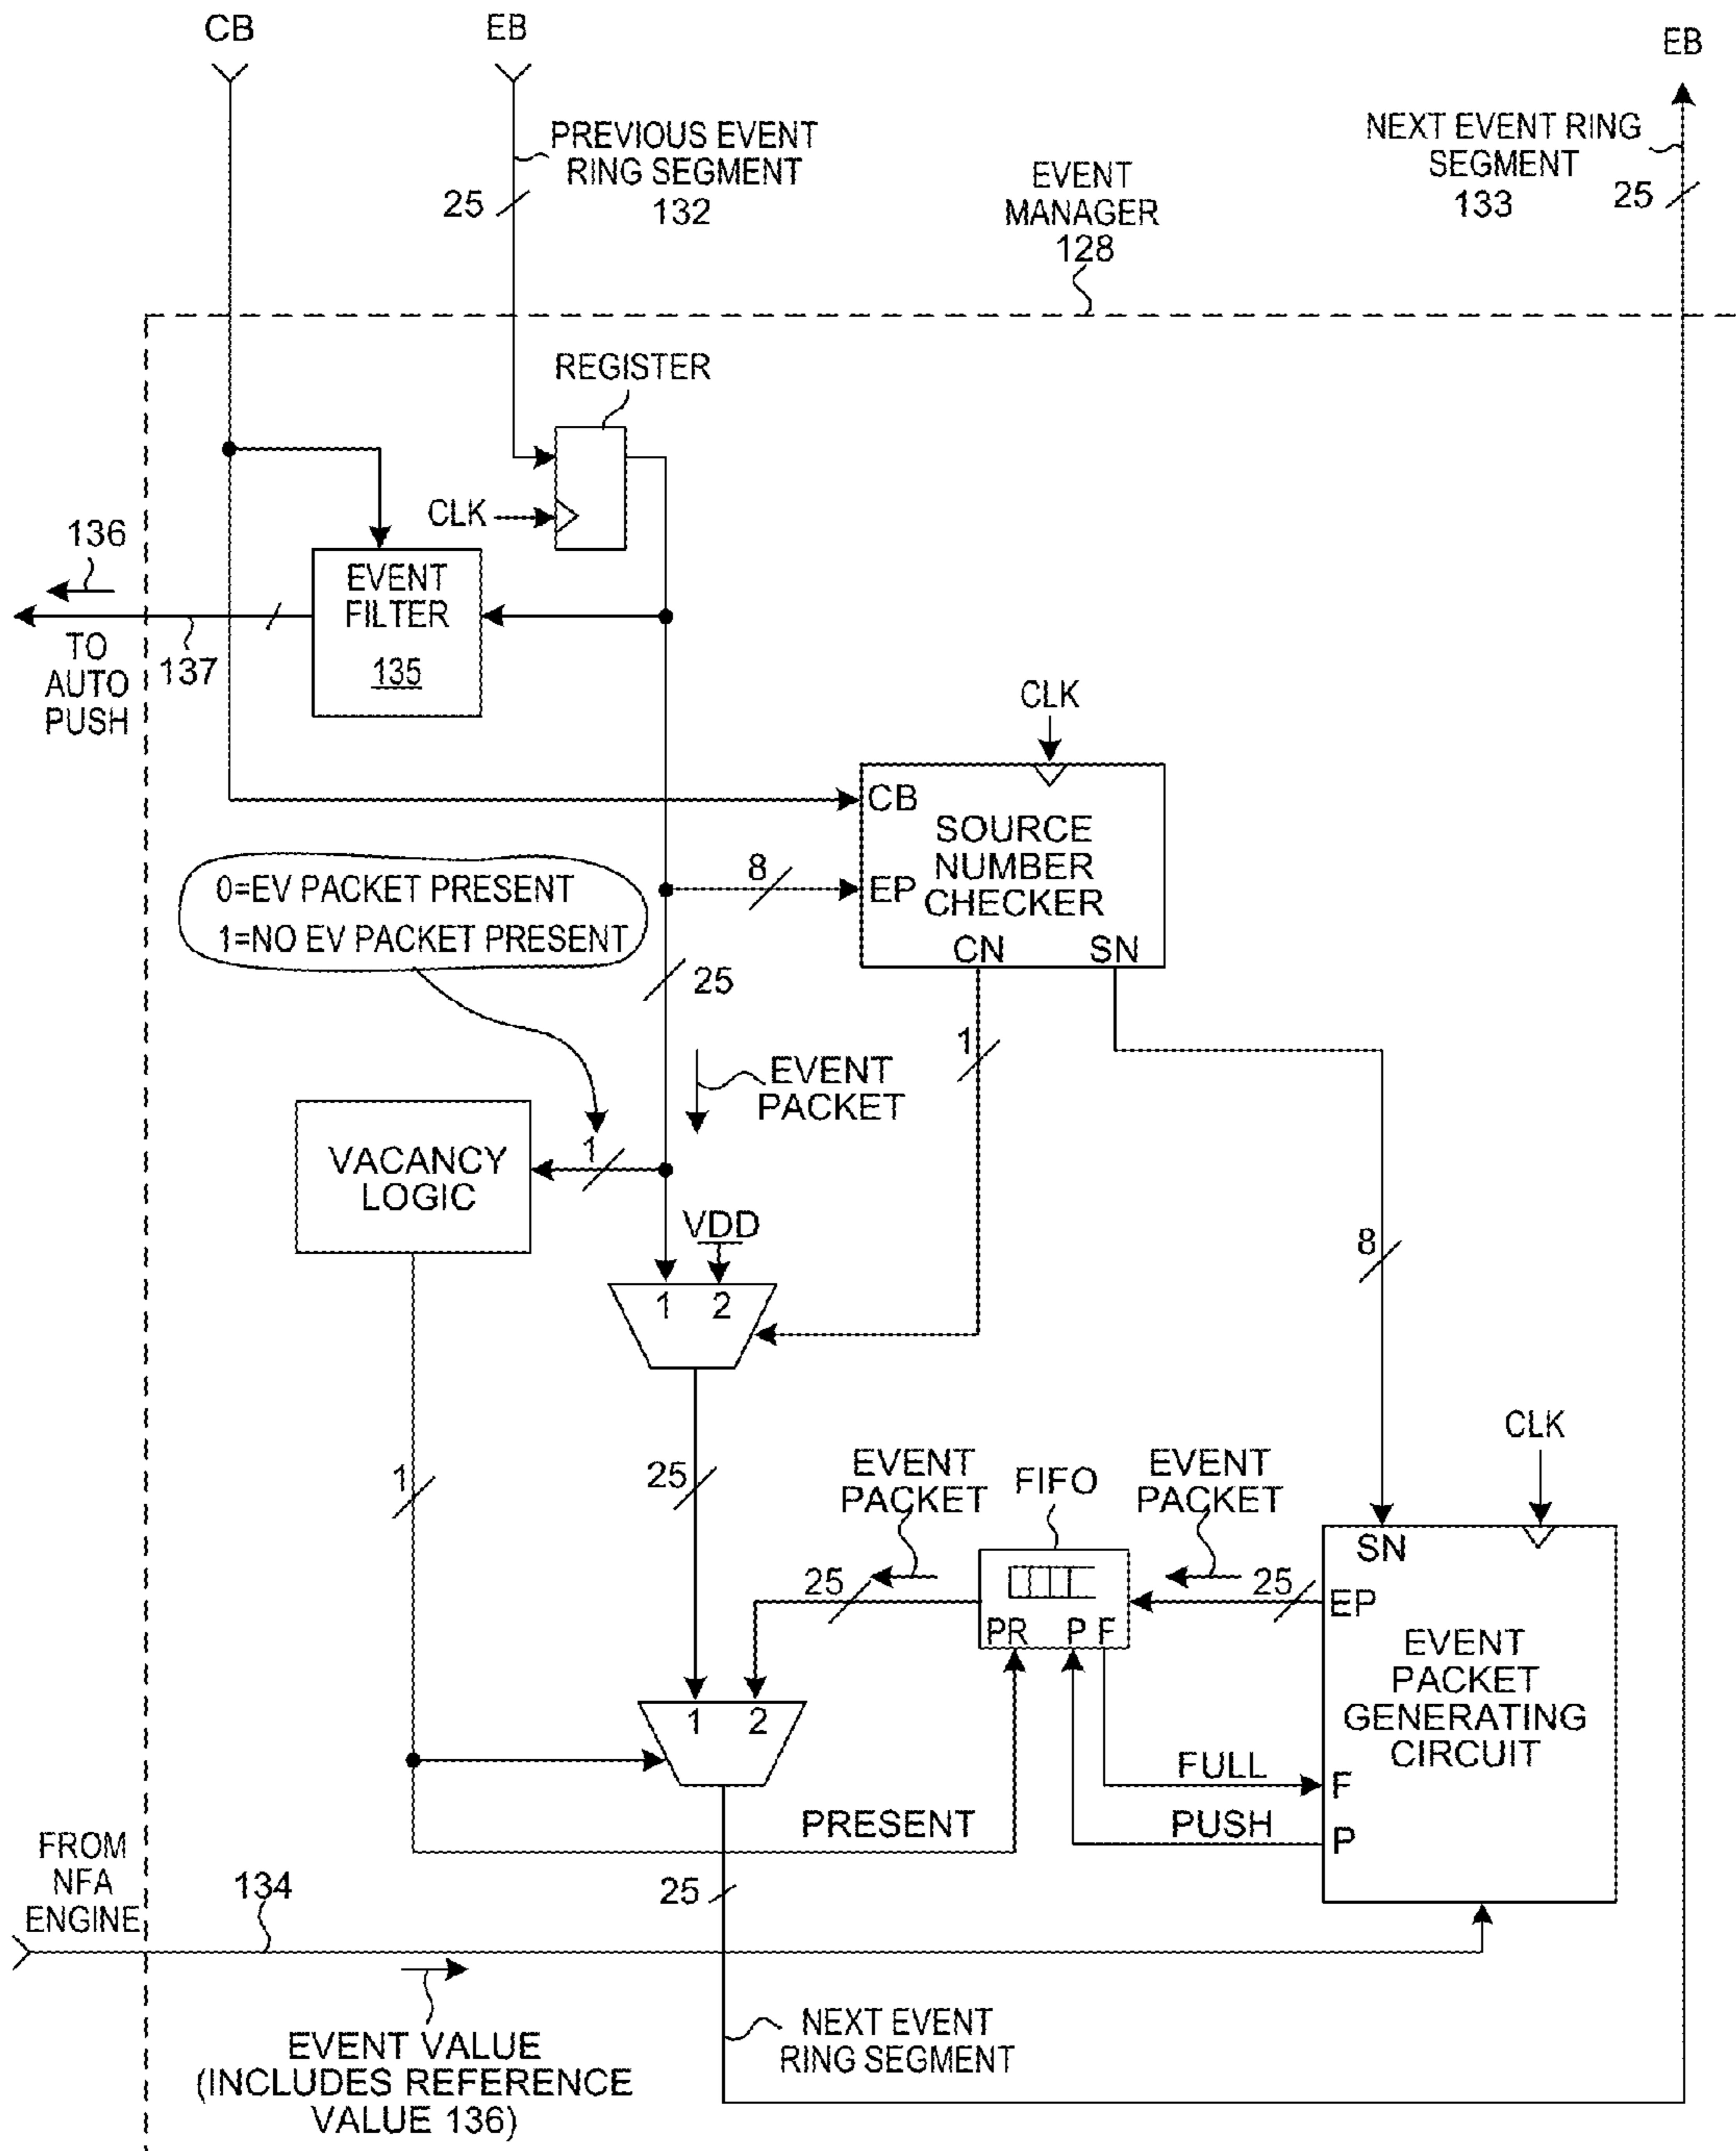 CB
EB
EB
PREVIOUS EVENT
RING SEGMENT
132
25
EVENT
MANAGER
128
NEXT EVENT RING
SEGMENT
133
25
REGISTER
CLK
136
EVENT
FILTER
135
TO
AUTO
PUSH
137
CLK
CB
SOURCE
NUMBER
CHECKER
EP
CN
SN
8
0=EV PACKET PRESENT
1=NO EV PACKET PRESENT
25
1
EVENT
PACKET
1
VACANCY
LOGIC
VDD
1 2
8
1
25
EVENT
PACKET
FIFO
EVENT
PACKET
CLK
25
PR P F
25
SN
EP
EVENT
PACKET
GENERATING
CIRCUIT
F
P
1 2
FULL
PUSH
PRESENT
FROM
NFA
ENGINE
134
25
EVENT VALUE
(INCLUDES REFERENCE
VALUE 136)
NEXT EVENT
RING SEGMENT